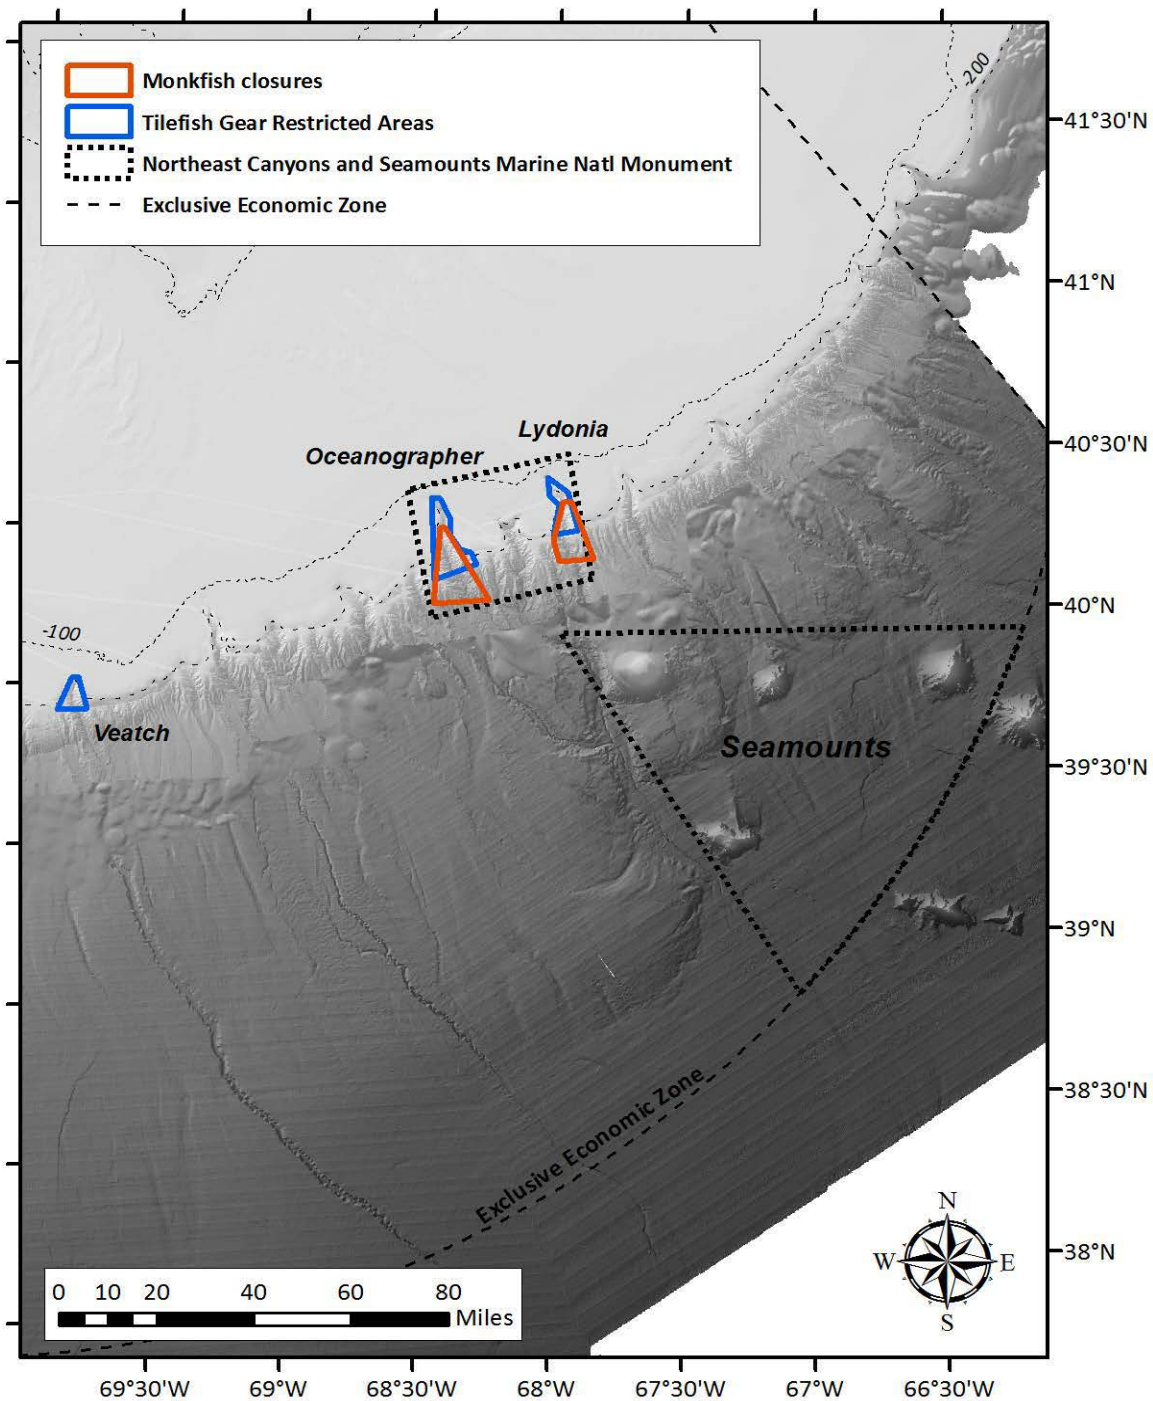 Monkfish closures
Tilefish Gear Restricted Areas
Northeast Canyons and Seamounts Marine Natl Monument
Exclusive Economic Zone
-200
41°30'N
41°N
Lydonia
40°30'N
Oceanographer
40°N
-100
Veatch
Seamounts
39°30'N
39°N
Exclusive Economic Zone
38°30'N
N
W E
S
38°N
0 10 20 40 60 80
Miles
69°30'W 69°W 68°30'W 68°W 67°30'W 67°W 66°30'W